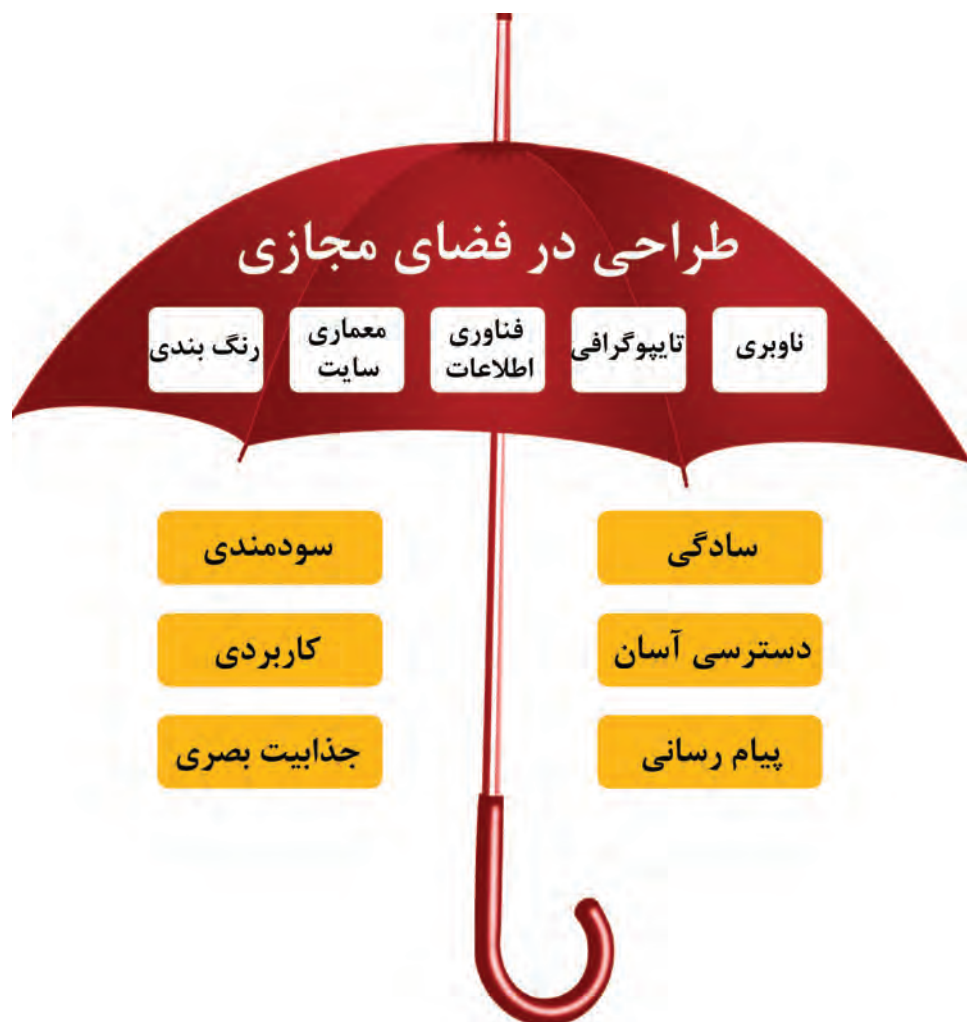 طراحی در فضای مجازی
ناوبری
تایپوگرافی
فناوری
اطلاعات
معماری
سایت
رنگ بندی
سادگی
سودمندی
دسترسی آسان
کاربردی
پیام رسانی
جذابیت بصری